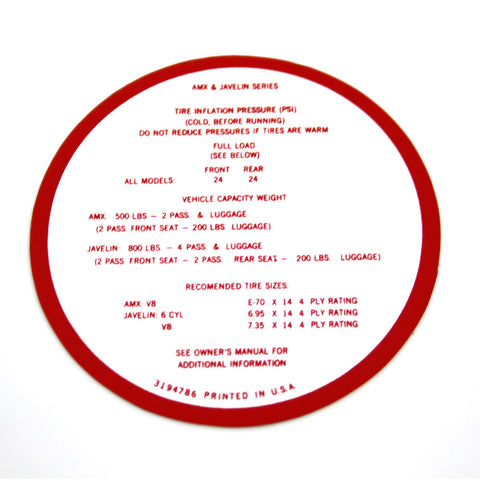 AMX & JAVELIN SERIES
TIRE INFLATION PRESSURE (PSI)
(COLD, BEFORE RUNNING)
DO NOT REDUCE PRESSURES IF TIRES ARE WARM
FULL LOAD
(SEE BELOW)
FRONT REAR
ALL MODELS: 24 24
VEHICLE CAPACITY WEIGHT
AMX: 500 LBS - 2 PASS. & LUGGAGE
(2 PASS. FRONT SEAT - 200 LBS. LUGGAGE)
JAVELIN: 800 LBS - 4 PASS & LUGGAGE
(2 PASS. FRONT SEAT - 2 PASS. REAR SEAT - 200 LBS. LUGGAGE)
RECOMENDED TIRE SIZES:
AMX: V8 E-70 X 14 4 PLY RATING
JAVELIN: 6 CYL 6.95 X 14 4 PLY RATING
V8 7.35 X 14 4 PLY RATING
SEE OWNER'S MANUAL FOR
ADDITIONAL INFORMATION
3194786 PRINTED IN U.S.A.